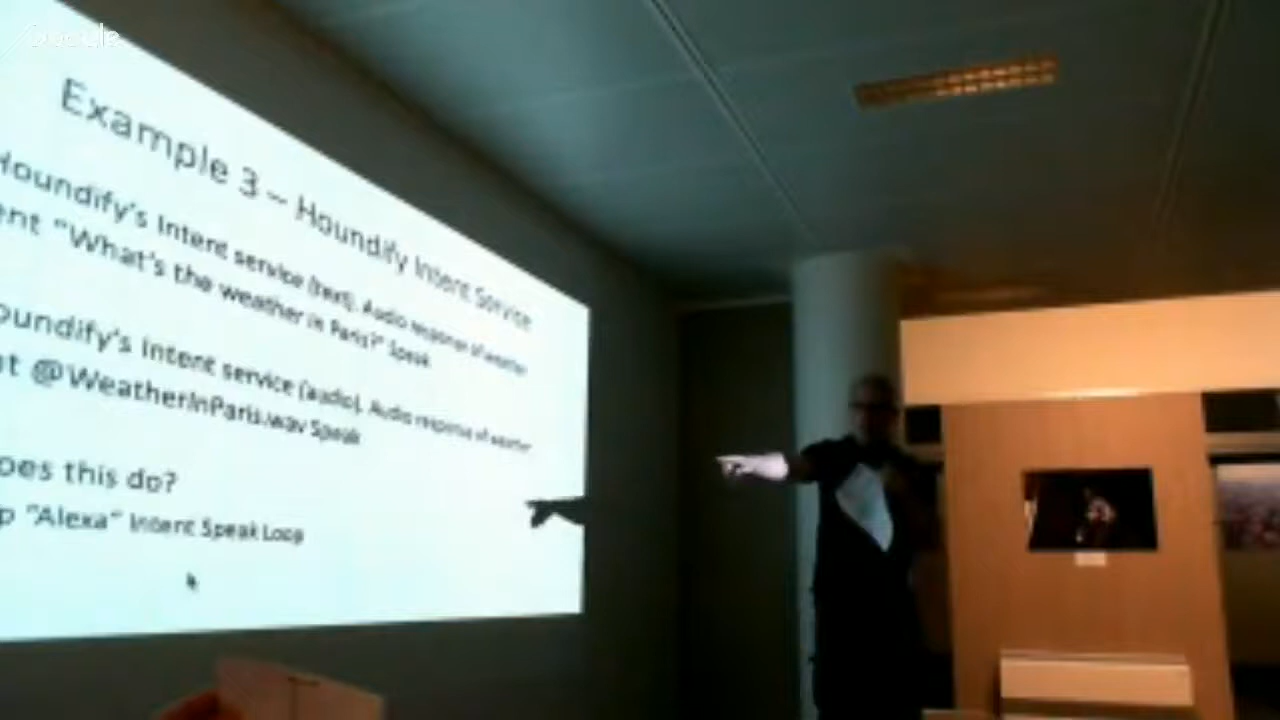 Example 3 – Houndify Intent Service
Houndify's Intent service (text). Audio response of weather
ent "What's the weather in Paris?" Speak
oundify's Intent service (audio). Audio response of weather
t @WeatherInParis.wav Speak
oes this do?
p "Alexa" Intent Speak Loop